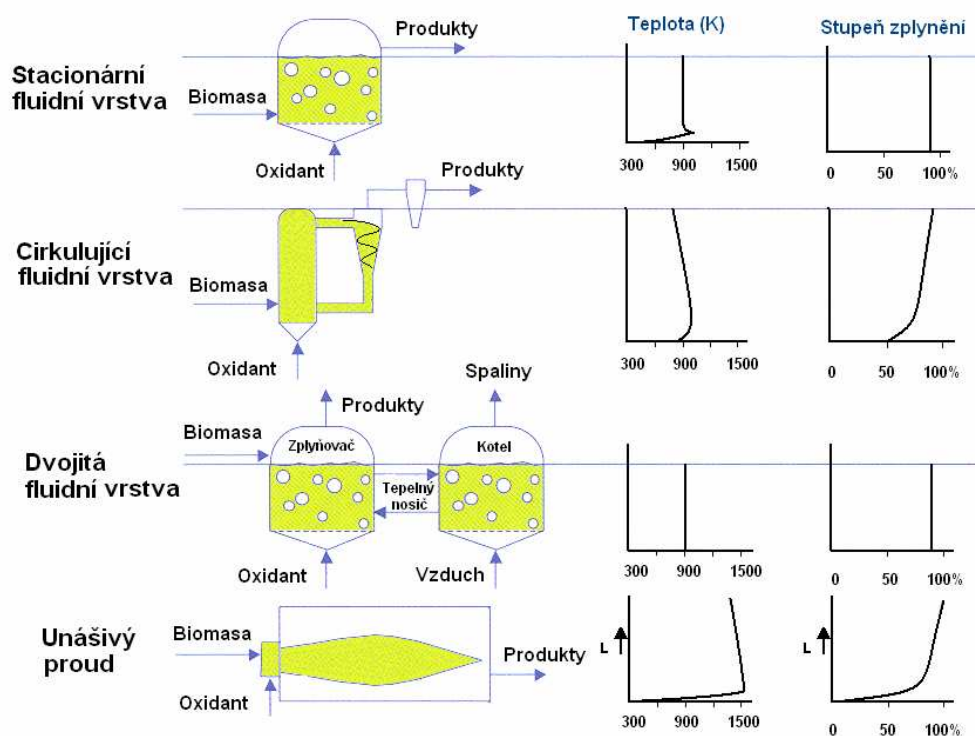 Teplota (K)
Stupeň zplynění
Stacionární
fluidní vrstva
Biomasa
Produkty
Oxidant
300 900 1500
0 50 100%
Cirkulující
fluidní vrstva
Biomasa
Produkty
Oxidant
300 900 1500
0 50 100%
Dvojitá
fluidní vrstva
Biomasa
Produkty
Spaliny
Zplyňovač
Kotel
Tepelný
nosič
Oxidant
Vzduch
300 900 1500
0 50 100%
Unášivý
proud
Biomasa
Oxidant
Produkty
L
300 900 1500
L
0 50 100%